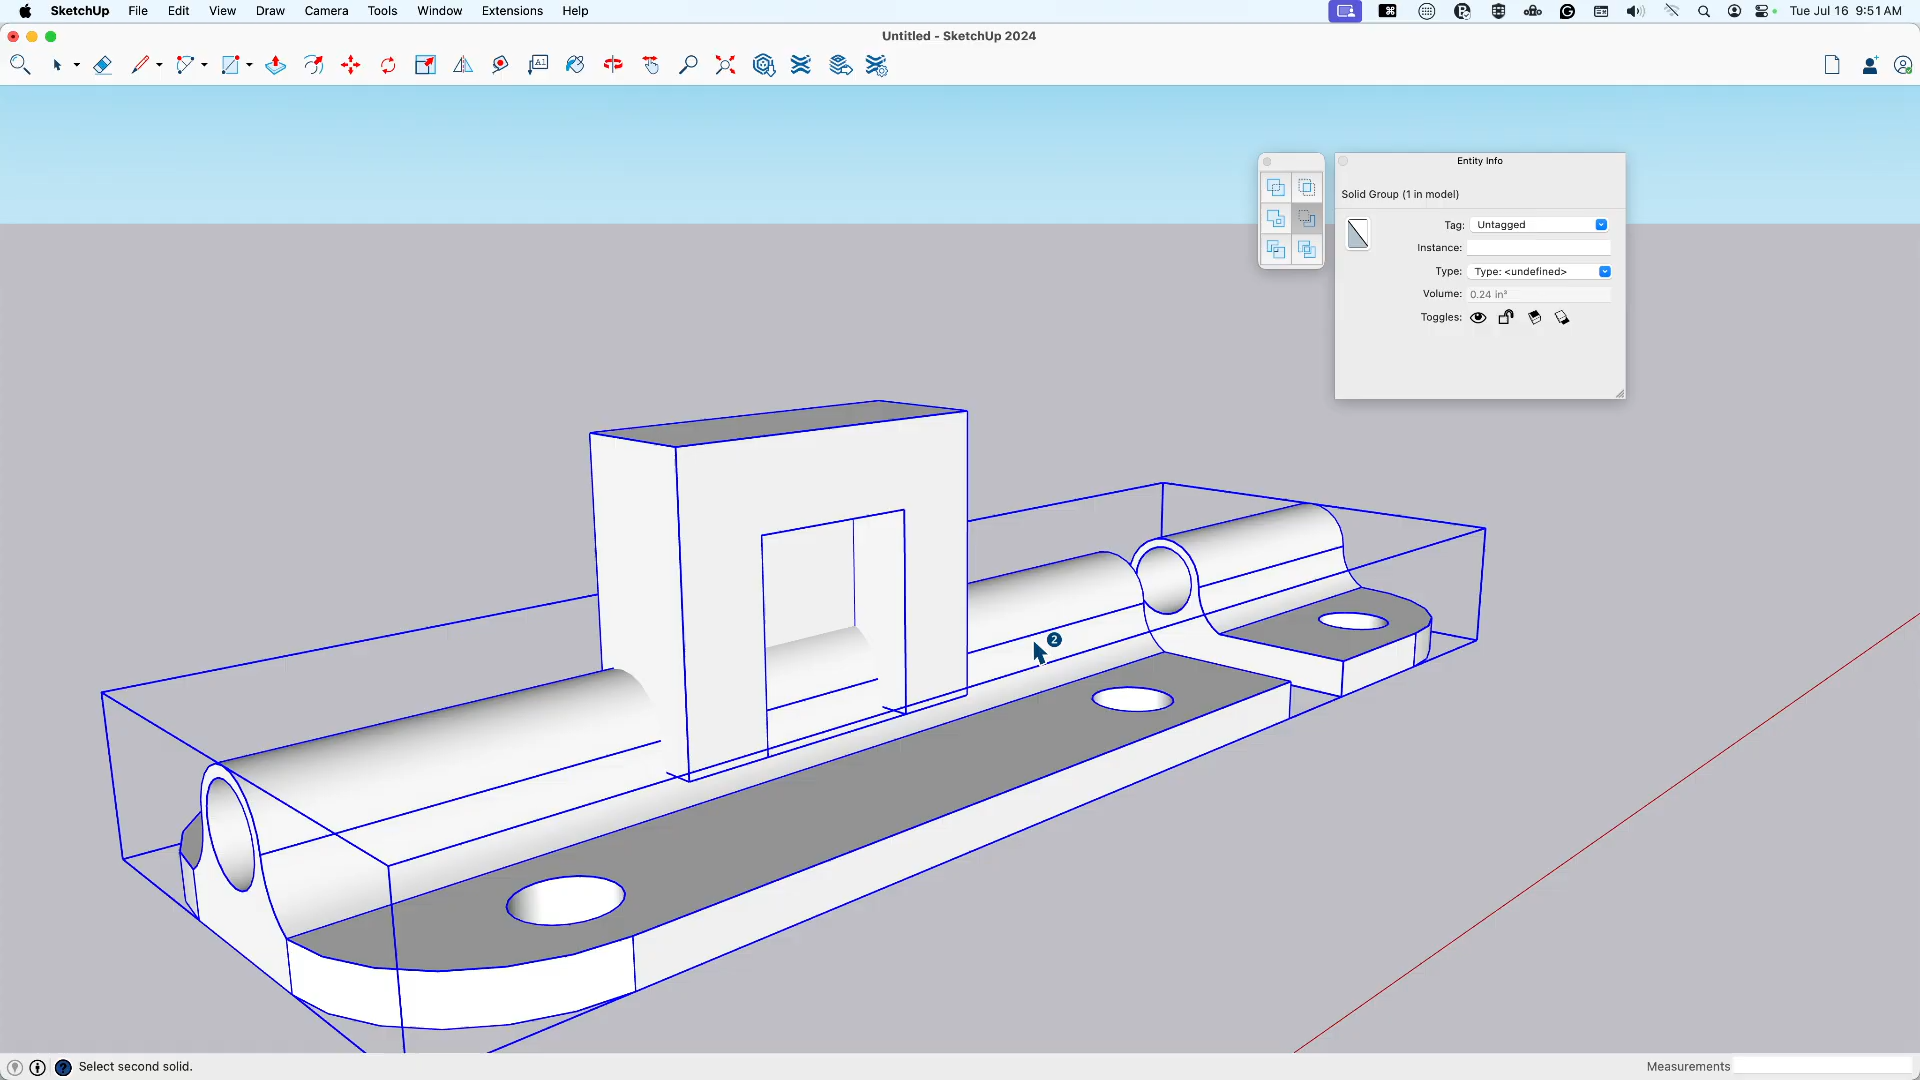 SketchUp File Edit View Draw Camera Tools Window Extensions Help
Tue Jul 16 9:51 AM
Untitled - SketchUp 2024
A1
Entity Info
Solid Group (1 in model)
Tag: Untagged
Instance:
Type: Type: <undefined>
Volume: 0.24 in³
Toggles:
2
Select second solid.
Measurements